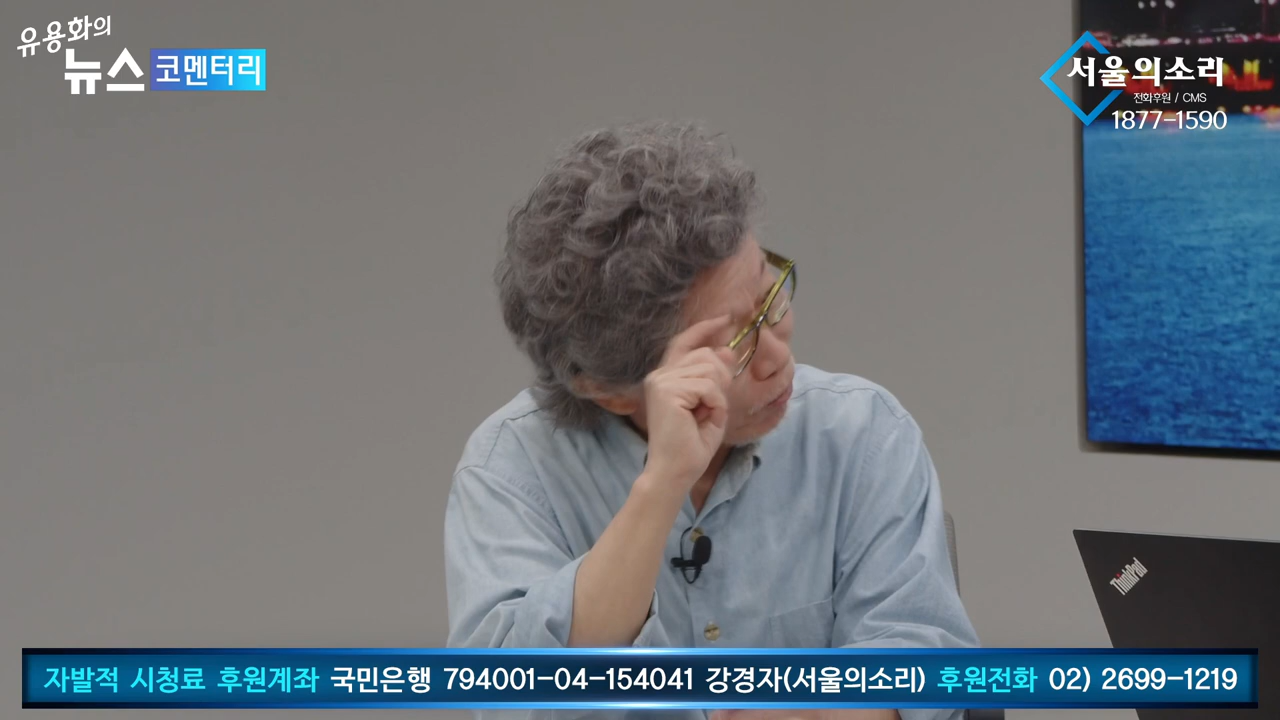 유용화의
뉴스 코멘터리
서울의소리
전화후원 / CMS
1877-1590
ThinkPad
자발적 시청료 후원계좌 국민은행 794001-04-154041 강경자(서울의소리) 후원전화 02) 2699-1219